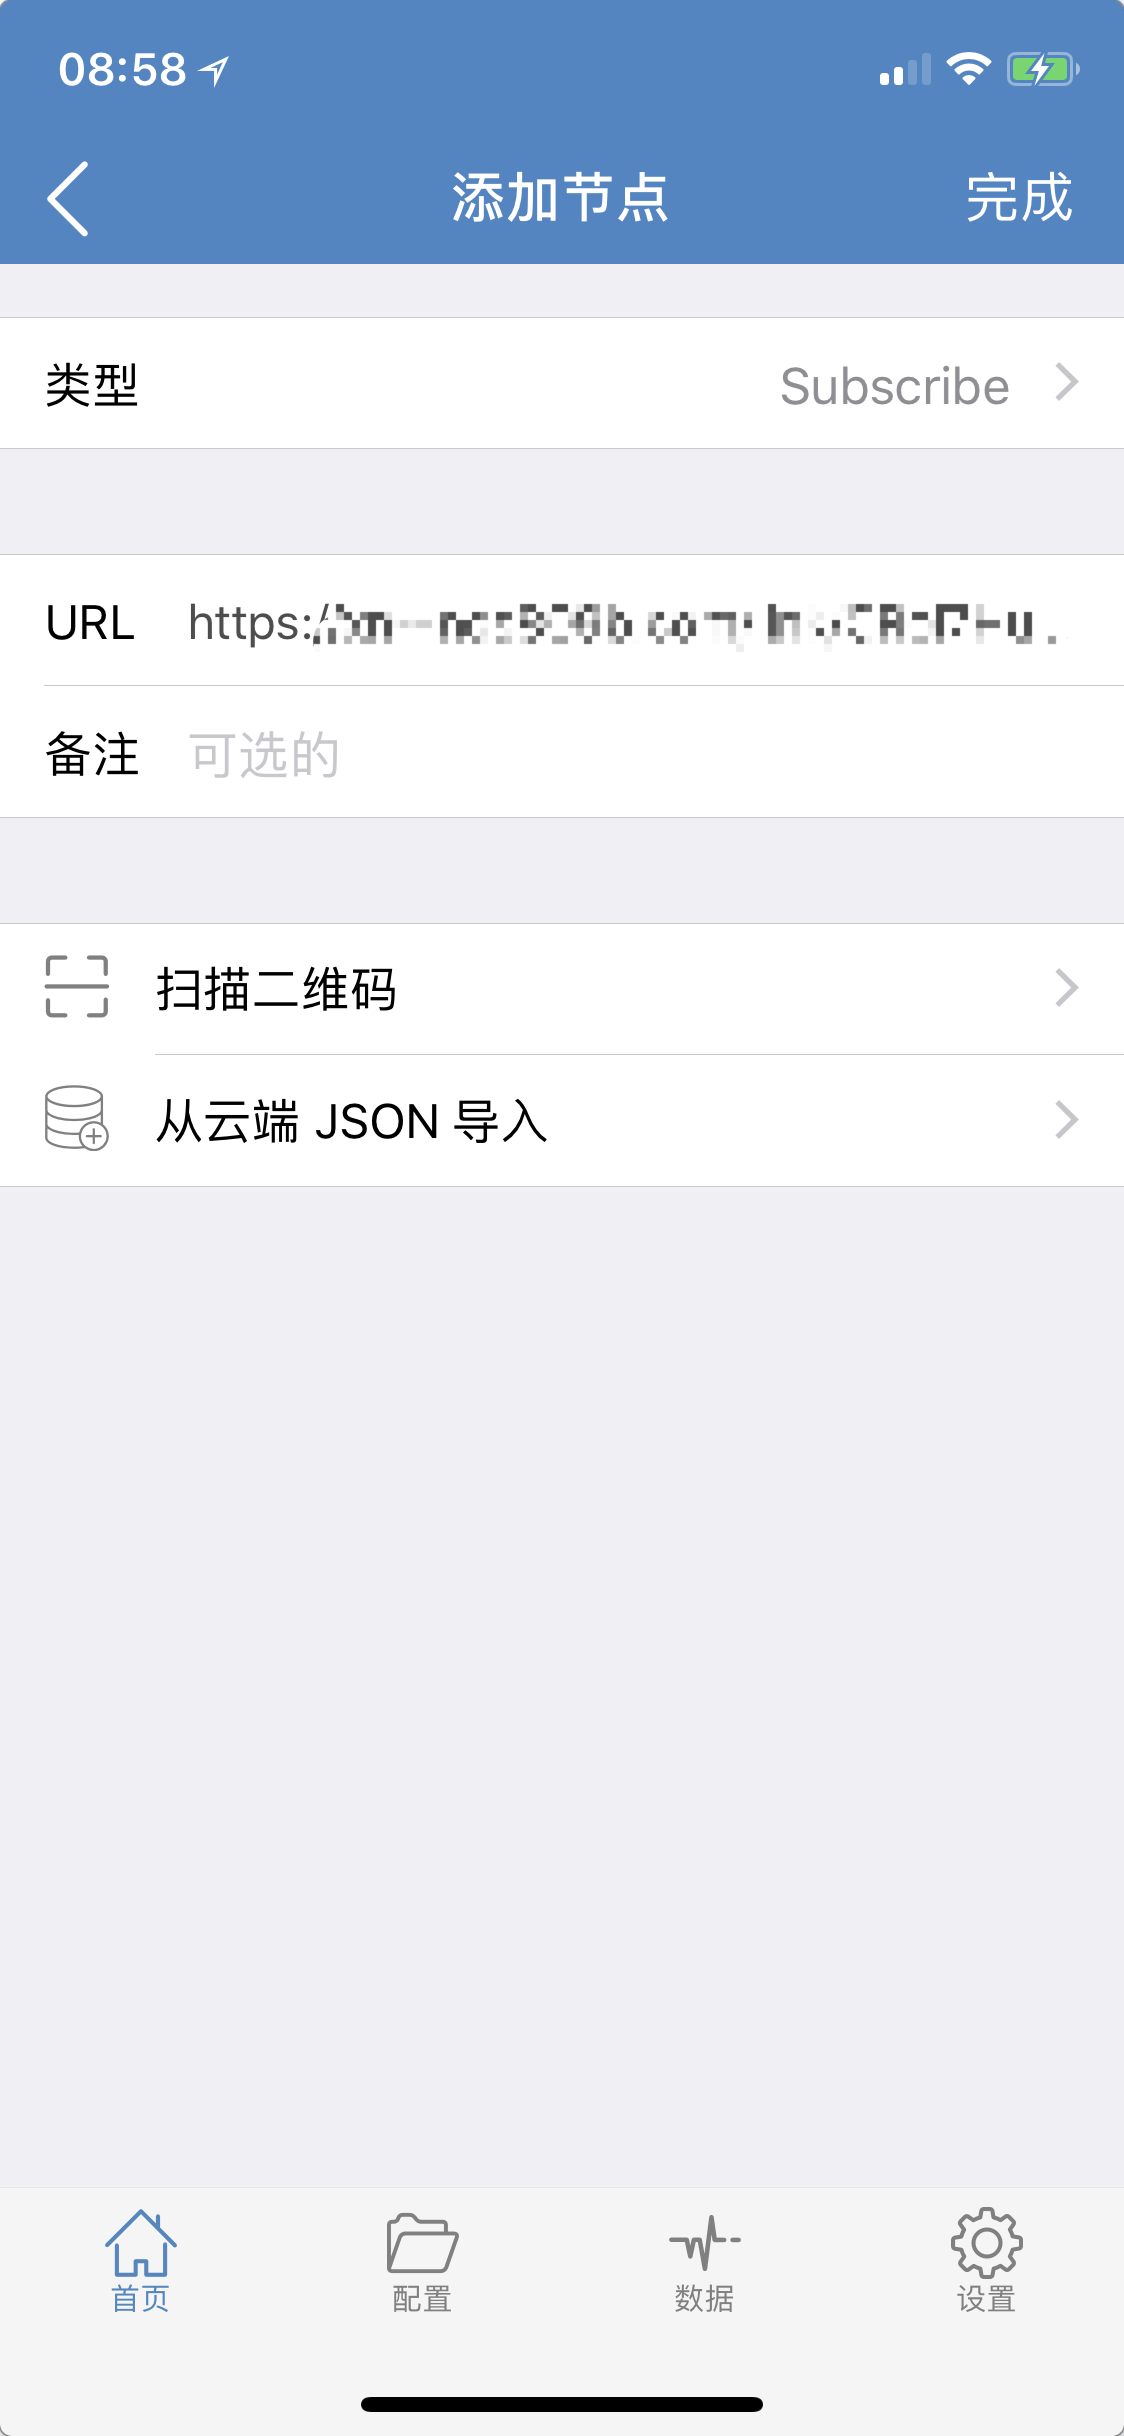 08:58
添加节点 完成
类型 Subscribe
URL https:/
备注 可选的
扫描二维码
从云端 JSON 导入
首页 配置 数据 设置